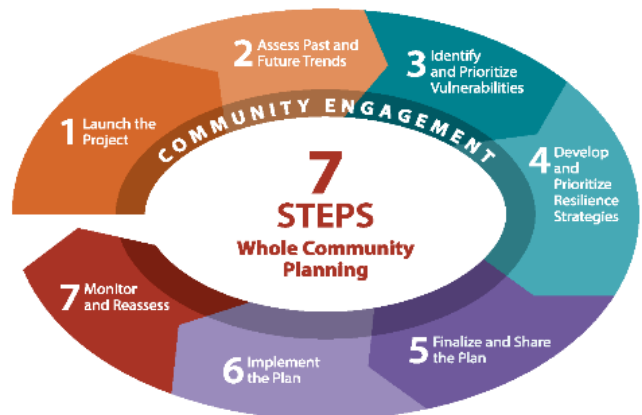 1 Launch the
Project
2 Assess Past and
Future Trends
3 Identify
and Prioritize
Vulnerabilities
COMMUNITY ENGAGEMENT
4 Develop
and
Prioritize
Resilience
Strategies
7
STEPS
Whole Community
Planning
5 Finalize and Share
the Plan
6 Implement
the Plan
7 Monitor
and Reassess